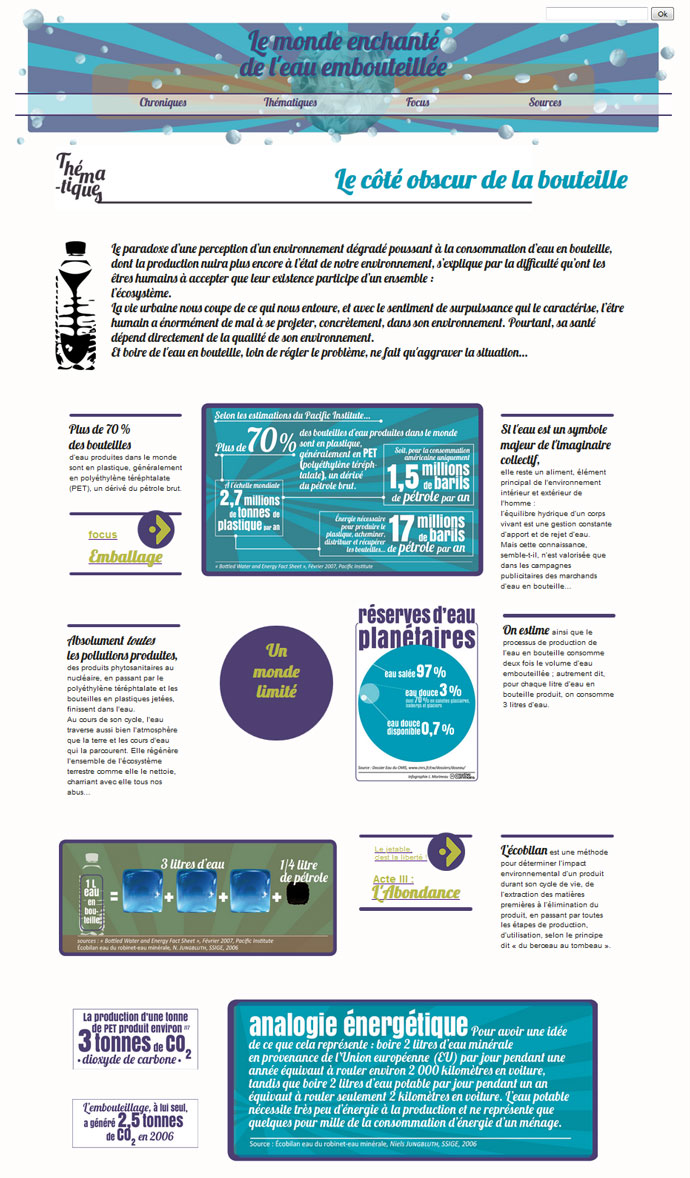 Ok
Le monde enchanté
de l'eau embouteillée
Chroniques
Thématiques
Focus
Sources
Théma
-tiques
Le côté obscur de la bouteille
Le paradoxe d'une perception d'un environnement dégradé poussant à la consommation d'eau en bouteille,
dont la production nuira plus encore à l'état de notre environnement, s'explique par la difficulté qu'ont les
êtres humains à accepter que leur existence participe d'un ensemble :
l'écosystème.
La vie urbaine nous coupe de ce qui nous entoure, et avec le sentiment de surpuissance qui le caractérise, l'être
humain a énormément de mal à se projeter, concrètement, dans son environnement. Pourtant, sa santé
dépend directement de la qualité de son environnement.
Et boire de l'eau en bouteille, loin de régler le problème, ne fait qu'aggraver la situation...
Plus de 70 %
des bouteilles
d'eau produites dans le monde
sont en plastique, généralement
en polyéthylène téréphtalate
(PET), un dérivé du pétrole brut.
focus
Emballage
Selon les estimations du Pacific Institute...
Plus de 70 %
des bouteilles d'eau produites dans le monde
sont en plastique,
généralement en PET
(polyéthylène téréph-
talate), un dérivé
du pétrole brut.
À l'échelle mondiale
2,7 millions
de tonnes de
plastique par an
Soit, pour la consommation
américaine uniquement
1,5 millions
de barils
de pétrole par an
Énergie nécessaire
pour produire le
plastique, acheminer,
distribuer et récupérer
les bouteilles...
17 millions
de barils
de pétrole par an
« Bottled Water and Energy Fact Sheet », Février 2007, Pacific Institute
Si l'eau est un symbole
majeur de l'imaginaire
collectif,
elle reste un aliment, élément
principal de l'environnement
intérieur et extérieur de
l'homme :
l'équilibre hydrique d'un corps
vivant est une gestion constante
d'apport et de rejet d'eau.
Mais cette connaissance,
semble-t-il, n'est valorisée que
dans les campagnes
publicitaires des marchands
d'eau en bouteille...
Absolument toutes
les pollutions produites,
des produits phytosanitaires au
nucléaire, en passant par le
polyéthylène téréphtalate et les
bouteilles en plastiques jetées,
finissent dans l'eau.
Au cours de son cycle, l'eau
traverse aussi bien l'atmosphère
que la terre et les cours d'eau
qui la parcourent. Elle régénère
l'ensemble de l'écosystème
terrestre comme elle le nettoie,
charriant avec elle tous nos
abus...
Un
monde
limité
réserves d'eau
planétaires
eau salée 97 %
eau douce 3 %
eau douce
disponible 0,7 %
Infographie L. Marineau
On estime ainsi que le
processus de production de
l'eau en bouteille consomme
deux fois le volume d'eau
embouteillée ; autrement dit,
pour chaque litre d'eau en
bouteille produit, on consomme
3 litres d'eau.
1 L
eau
en
bou-
teille
=
3 litres d'eau
+
+
+
1/4 litre
de pétrole
sources : « Bottled Water and Energy Fact Sheet », Février 2007, Pacific Institute
Écobilan eau du robinet-eau minérale, N. JUNGBLUTH, SSIGE, 2006
Le jetable,
c'est la liberté !
Acte III :
L'Abondance
L'écobilan est une méthode
pour déterminer l'impact
environnemental d'un produit
durant son cycle de vie, de
l'extraction des matières
premières à l'élimination du
produit, en passant par toutes
les étapes de production,
d'utilisation, selon le principe
dit « du berceau au tombeau ».
La production d'une tonne
de PET produit environ
3 tonnes de CO2
• dioxyde de carbone •
L'embouteillage, à lui seul,
a généré 2,5 tonnes
de CO2 en 2006
analogie énergétique Pour avoir une idée
de ce que cela représente : boire 2 litres d'eau minérale
en provenance de l'Union européenne (EU) par jour pendant une
année équivaut à router environ 2 000 kilomètres en voiture,
tandis que boire 2 litres d'eau potable par jour pendant un an
équivaut à router seulement 2 kilomètres en voiture. L'eau potable
nécessite très peu d'énergie à la production et ne représente que
quelques pour mille de la consommation d'énergie d'un ménage.
Source : Écobilan eau du robinet-eau minérale, Niels JUNGBLUTH, SSIGE, 2006